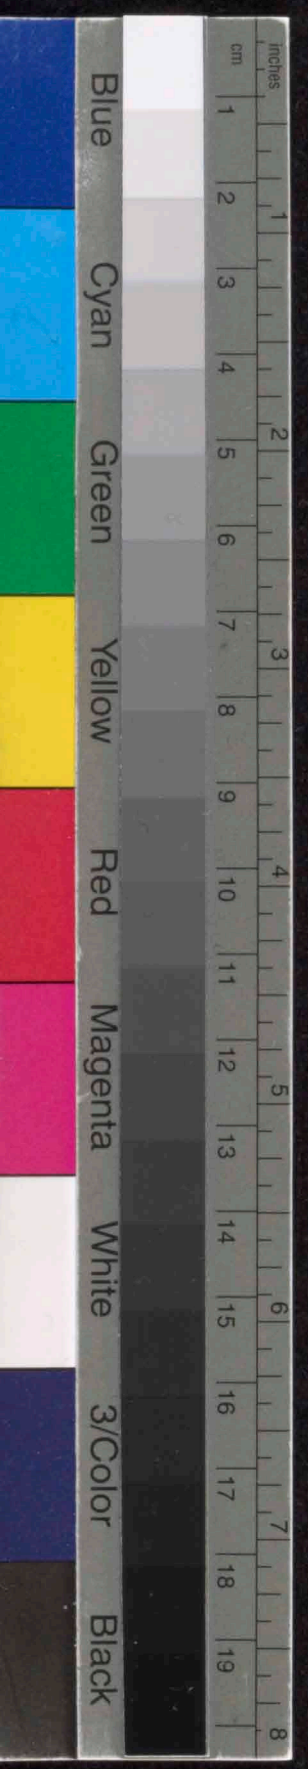 inches 1 2 3 4 5 6 7 8
cm 1 2 3 4 5 6 7 8 9 10 11 12 13 14 15 16 17 18 19
Blue Cyan Green Yellow Red Magenta White 3/Color Black